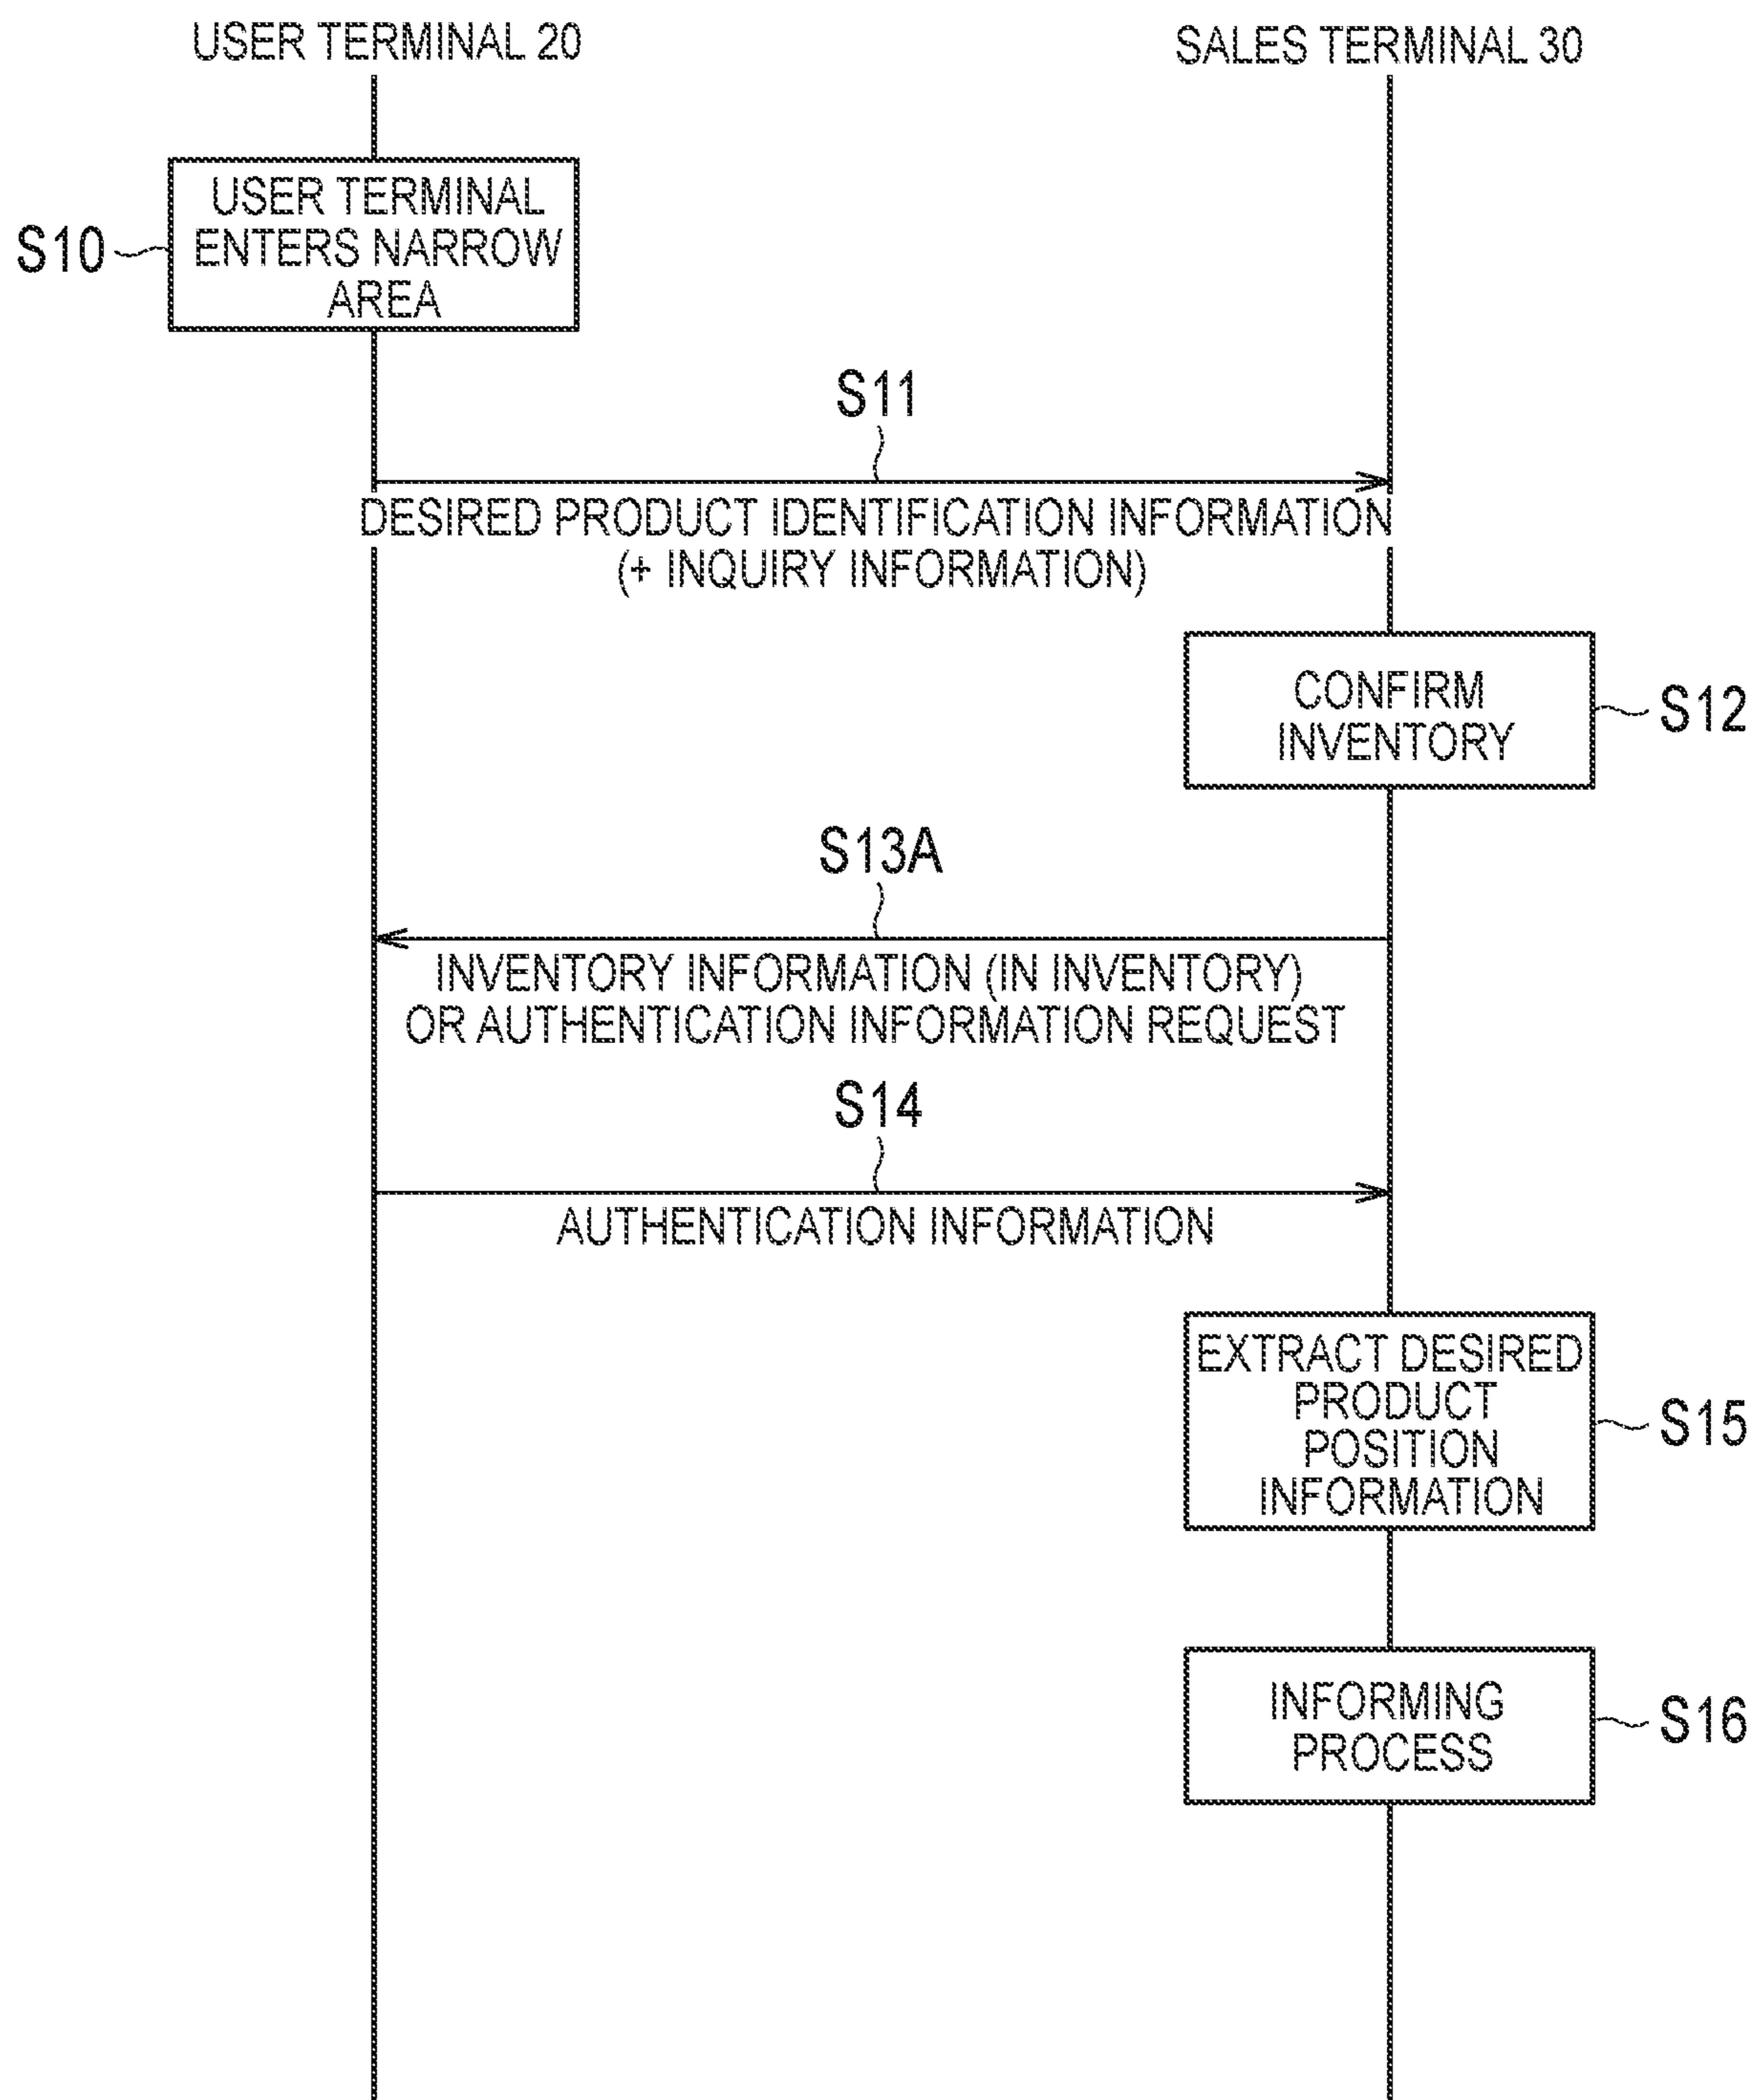 USER TERMINAL 20
SALES TERMINAL 30
S10
USER TERMINAL
ENTERS NARROW
AREA
S11
DESIRED PRODUCT IDENTIFICATION INFORMATION
(+ INQUIRY INFORMATION)
CONFIRM
INVENTORY
S12
S13A
INVENTORY INFORMATION (IN INVENTORY)
OR AUTHENTICATION INFORMATION REQUEST
S14
AUTHENTICATION INFORMATION
EXTRACT DESIRED
PRODUCT
POSITION
INFORMATION
S15
INFORMING
PROCESS
S16